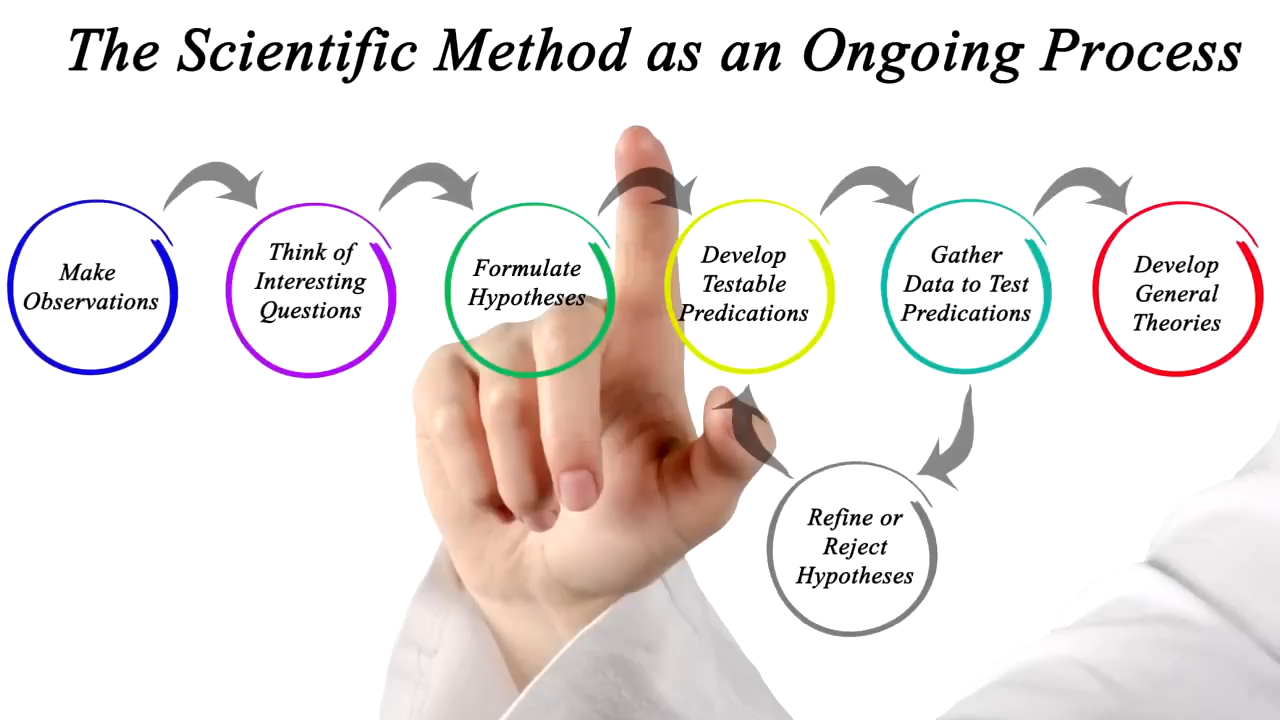 The Scientific Method as an Ongoing Process
Make
Observations
Think of
Interesting
Questions
Formulate
Hypotheses
Develop
Testable
Predications
Gather
Data to Test
Predications
Develop
General
Theories
Refine or
Reject
Hypotheses